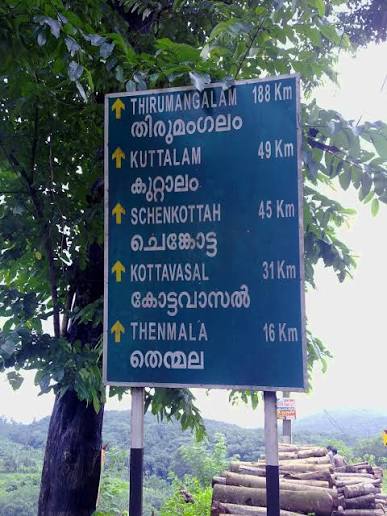 THIRUMANGALAM 188 Km
തിരുമംഗലം
KUTTALAM 49 Km
കുറ്റാലം
SCHENKOTTAH 45 Km
ചെങ്കോട്ട
KOTTAVASAL 31 Km
കോട്ടവാസൽ
THENMALA 16 Km
തെന്മല